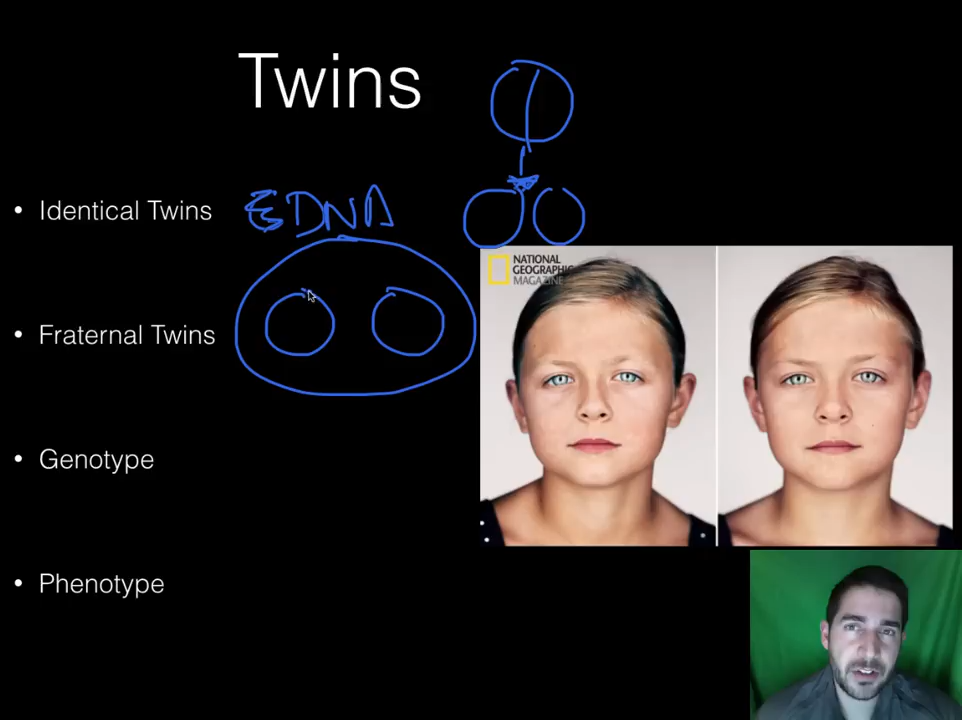 Twins
• Identical Twins
DNA
NATIONAL
GEOGRAPHIC
MAGAZINE
• Fraternal Twins
• Genotype
• Phenotype